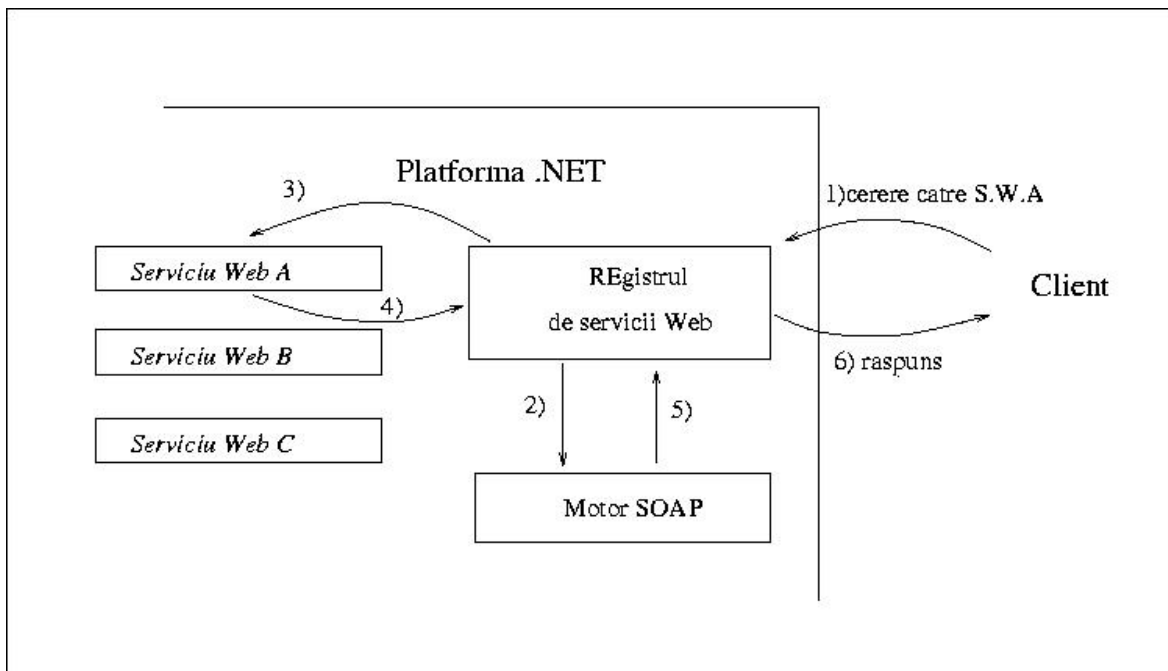 Platforma .NET
3)
1)cerere catre S.W.A
Serviciu Web A
REgistrul
de servicii Web
Client
4)
Serviciu Web B
6) raspuns
2)
5)
Serviciu Web C
Motor SOAP